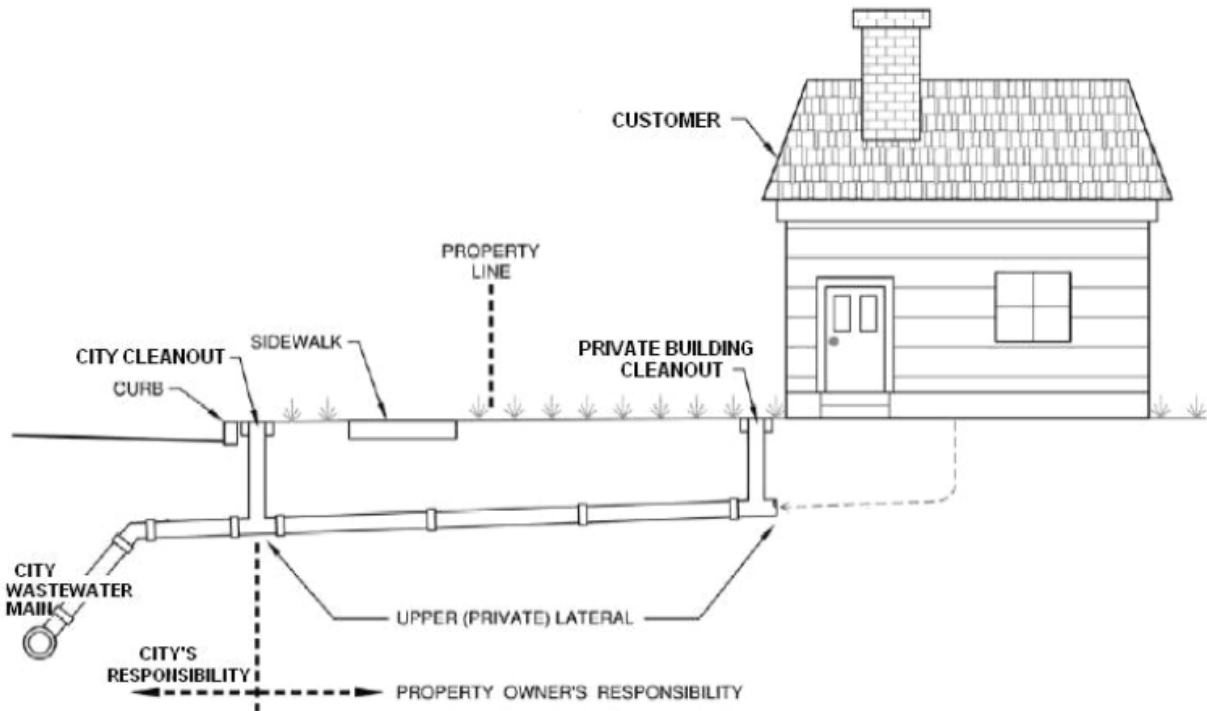 CUSTOMER
PROPERTY
LINE
SIDEWALK
CITY CLEANOUT
PRIVATE BUILDING
CLEANOUT
CURB
CITY
WASTEWATER
MAIN
UPPER (PRIVATE) LATERAL
CITY'S
RESPONSIBILITY
PROPERTY OWNER'S RESPONSIBILITY